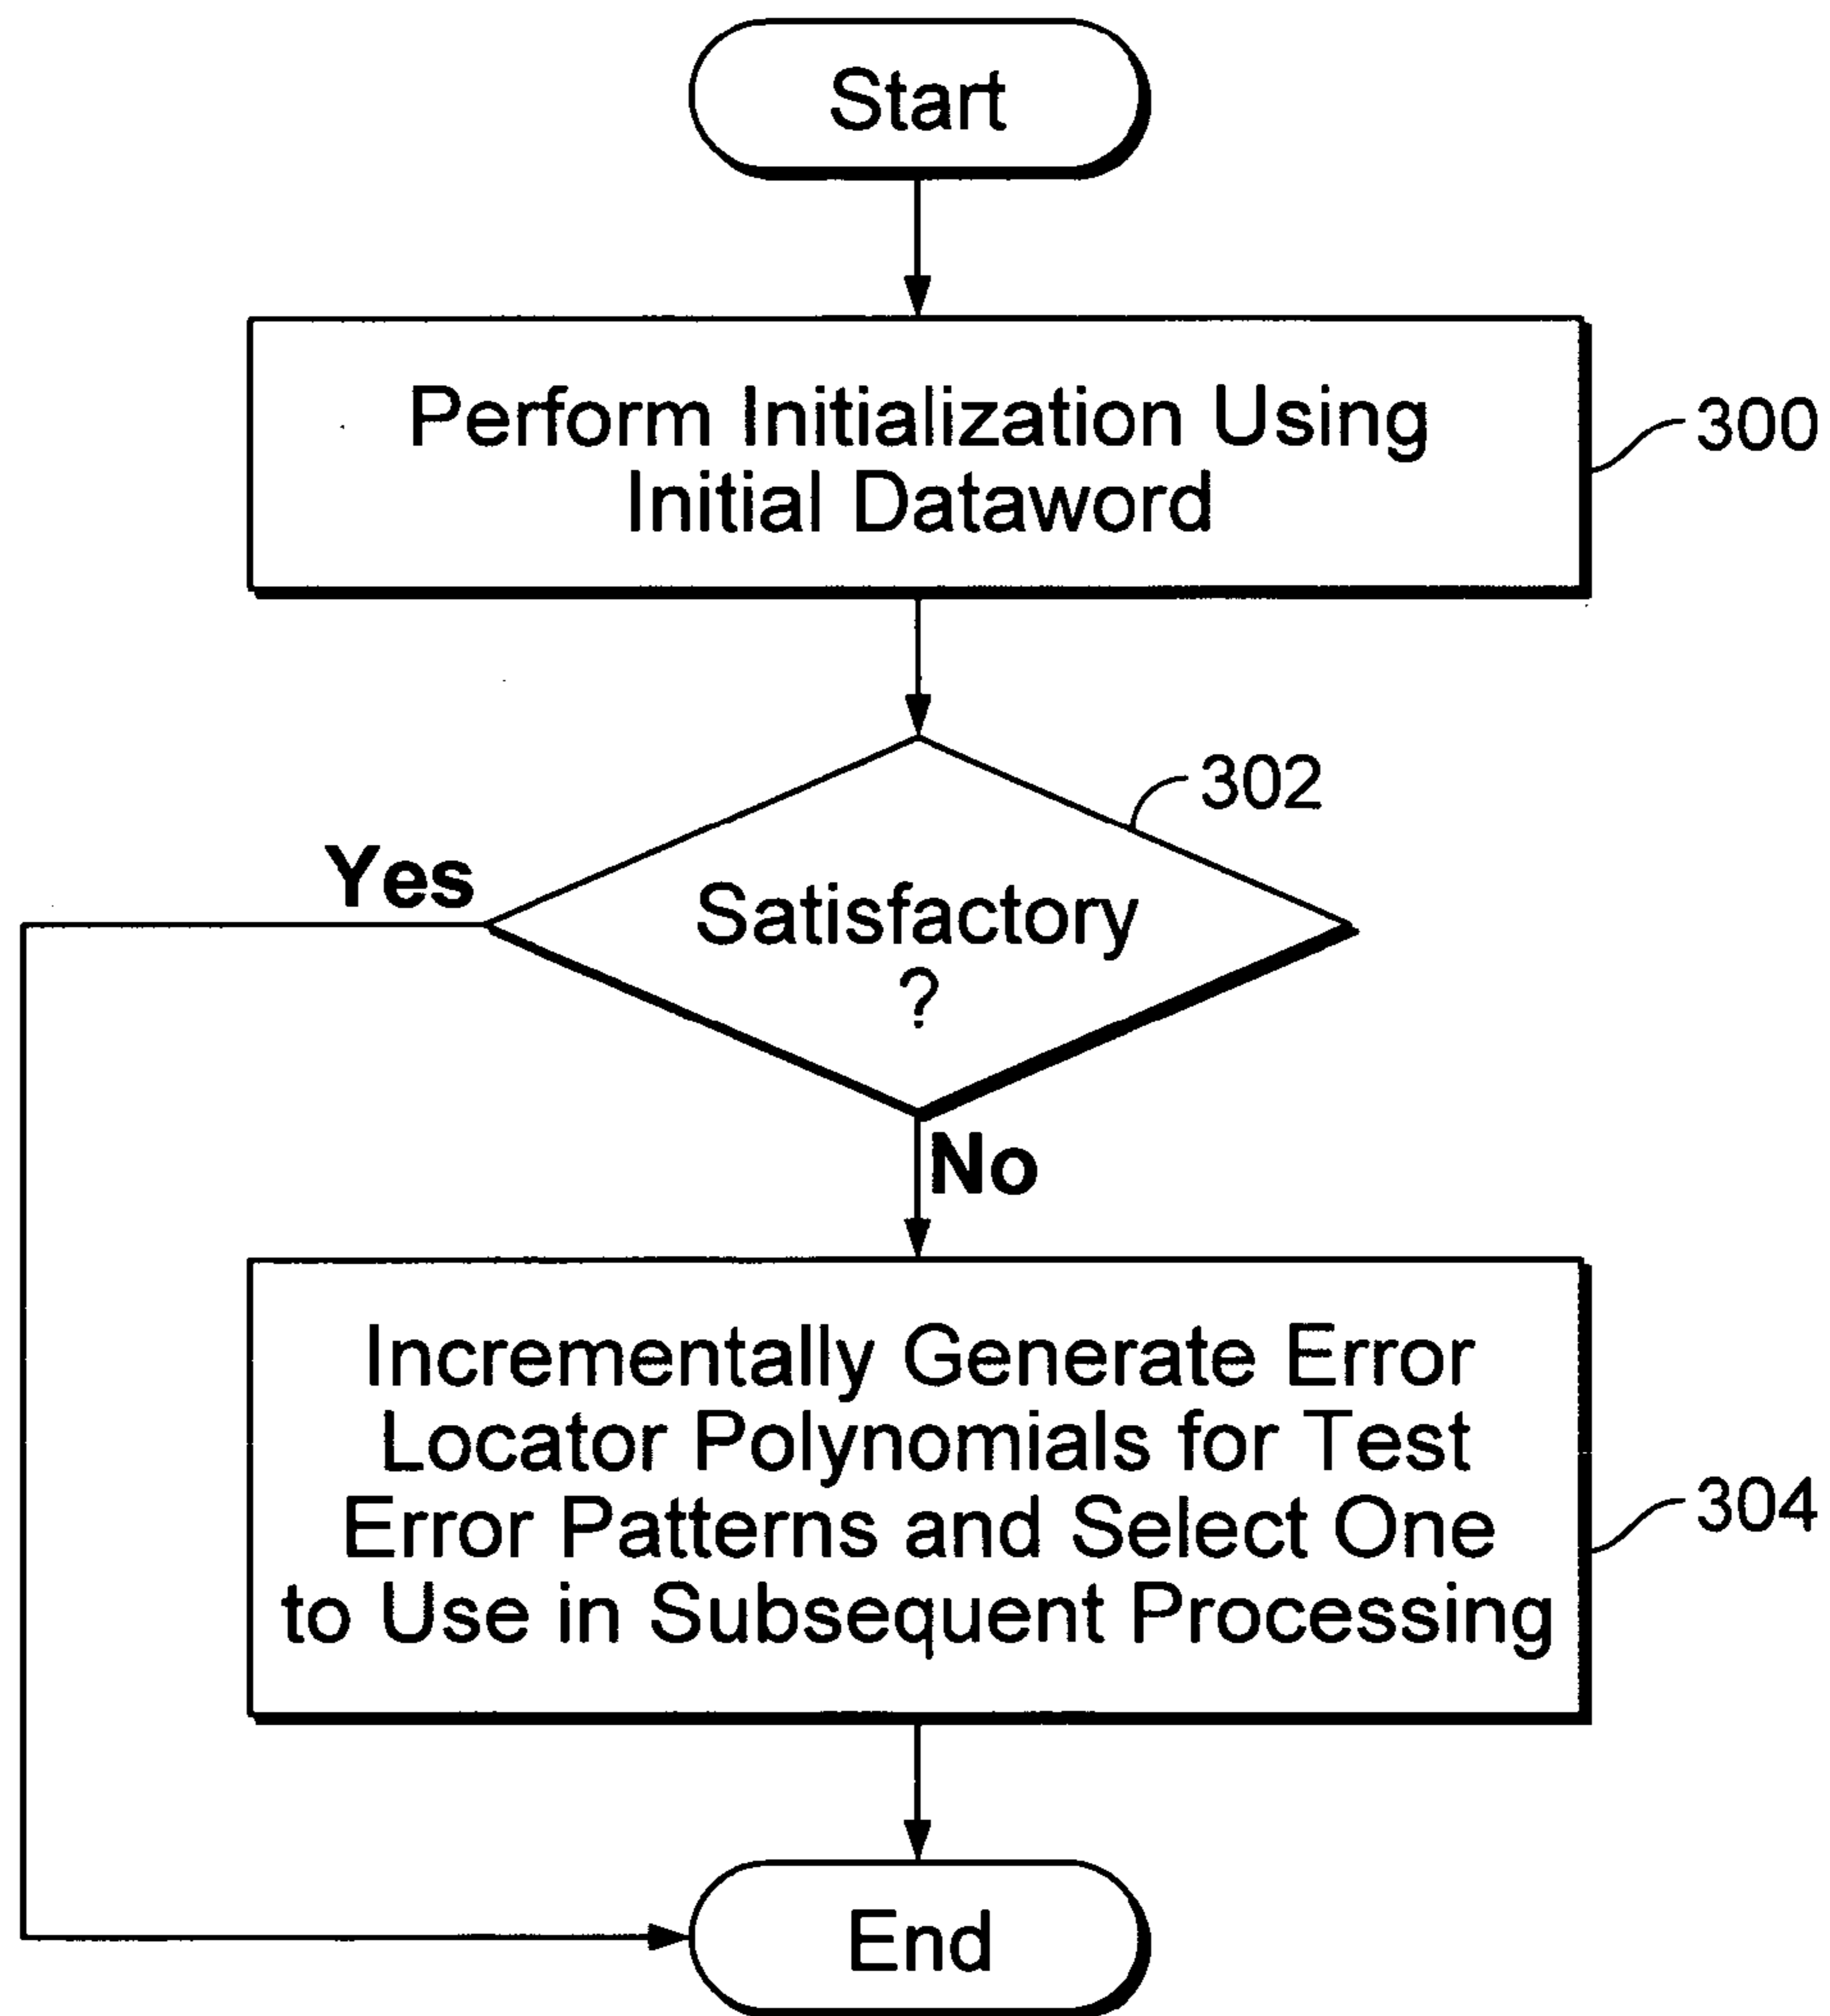 Start
Perform Initialization Using
Initial Dataword
300
302
Yes
Satisfactory
?
No
Incrementally Generate Error
Locator Polynomials for Test
Error Patterns and Select One
to Use in Subsequent Processing
304
End